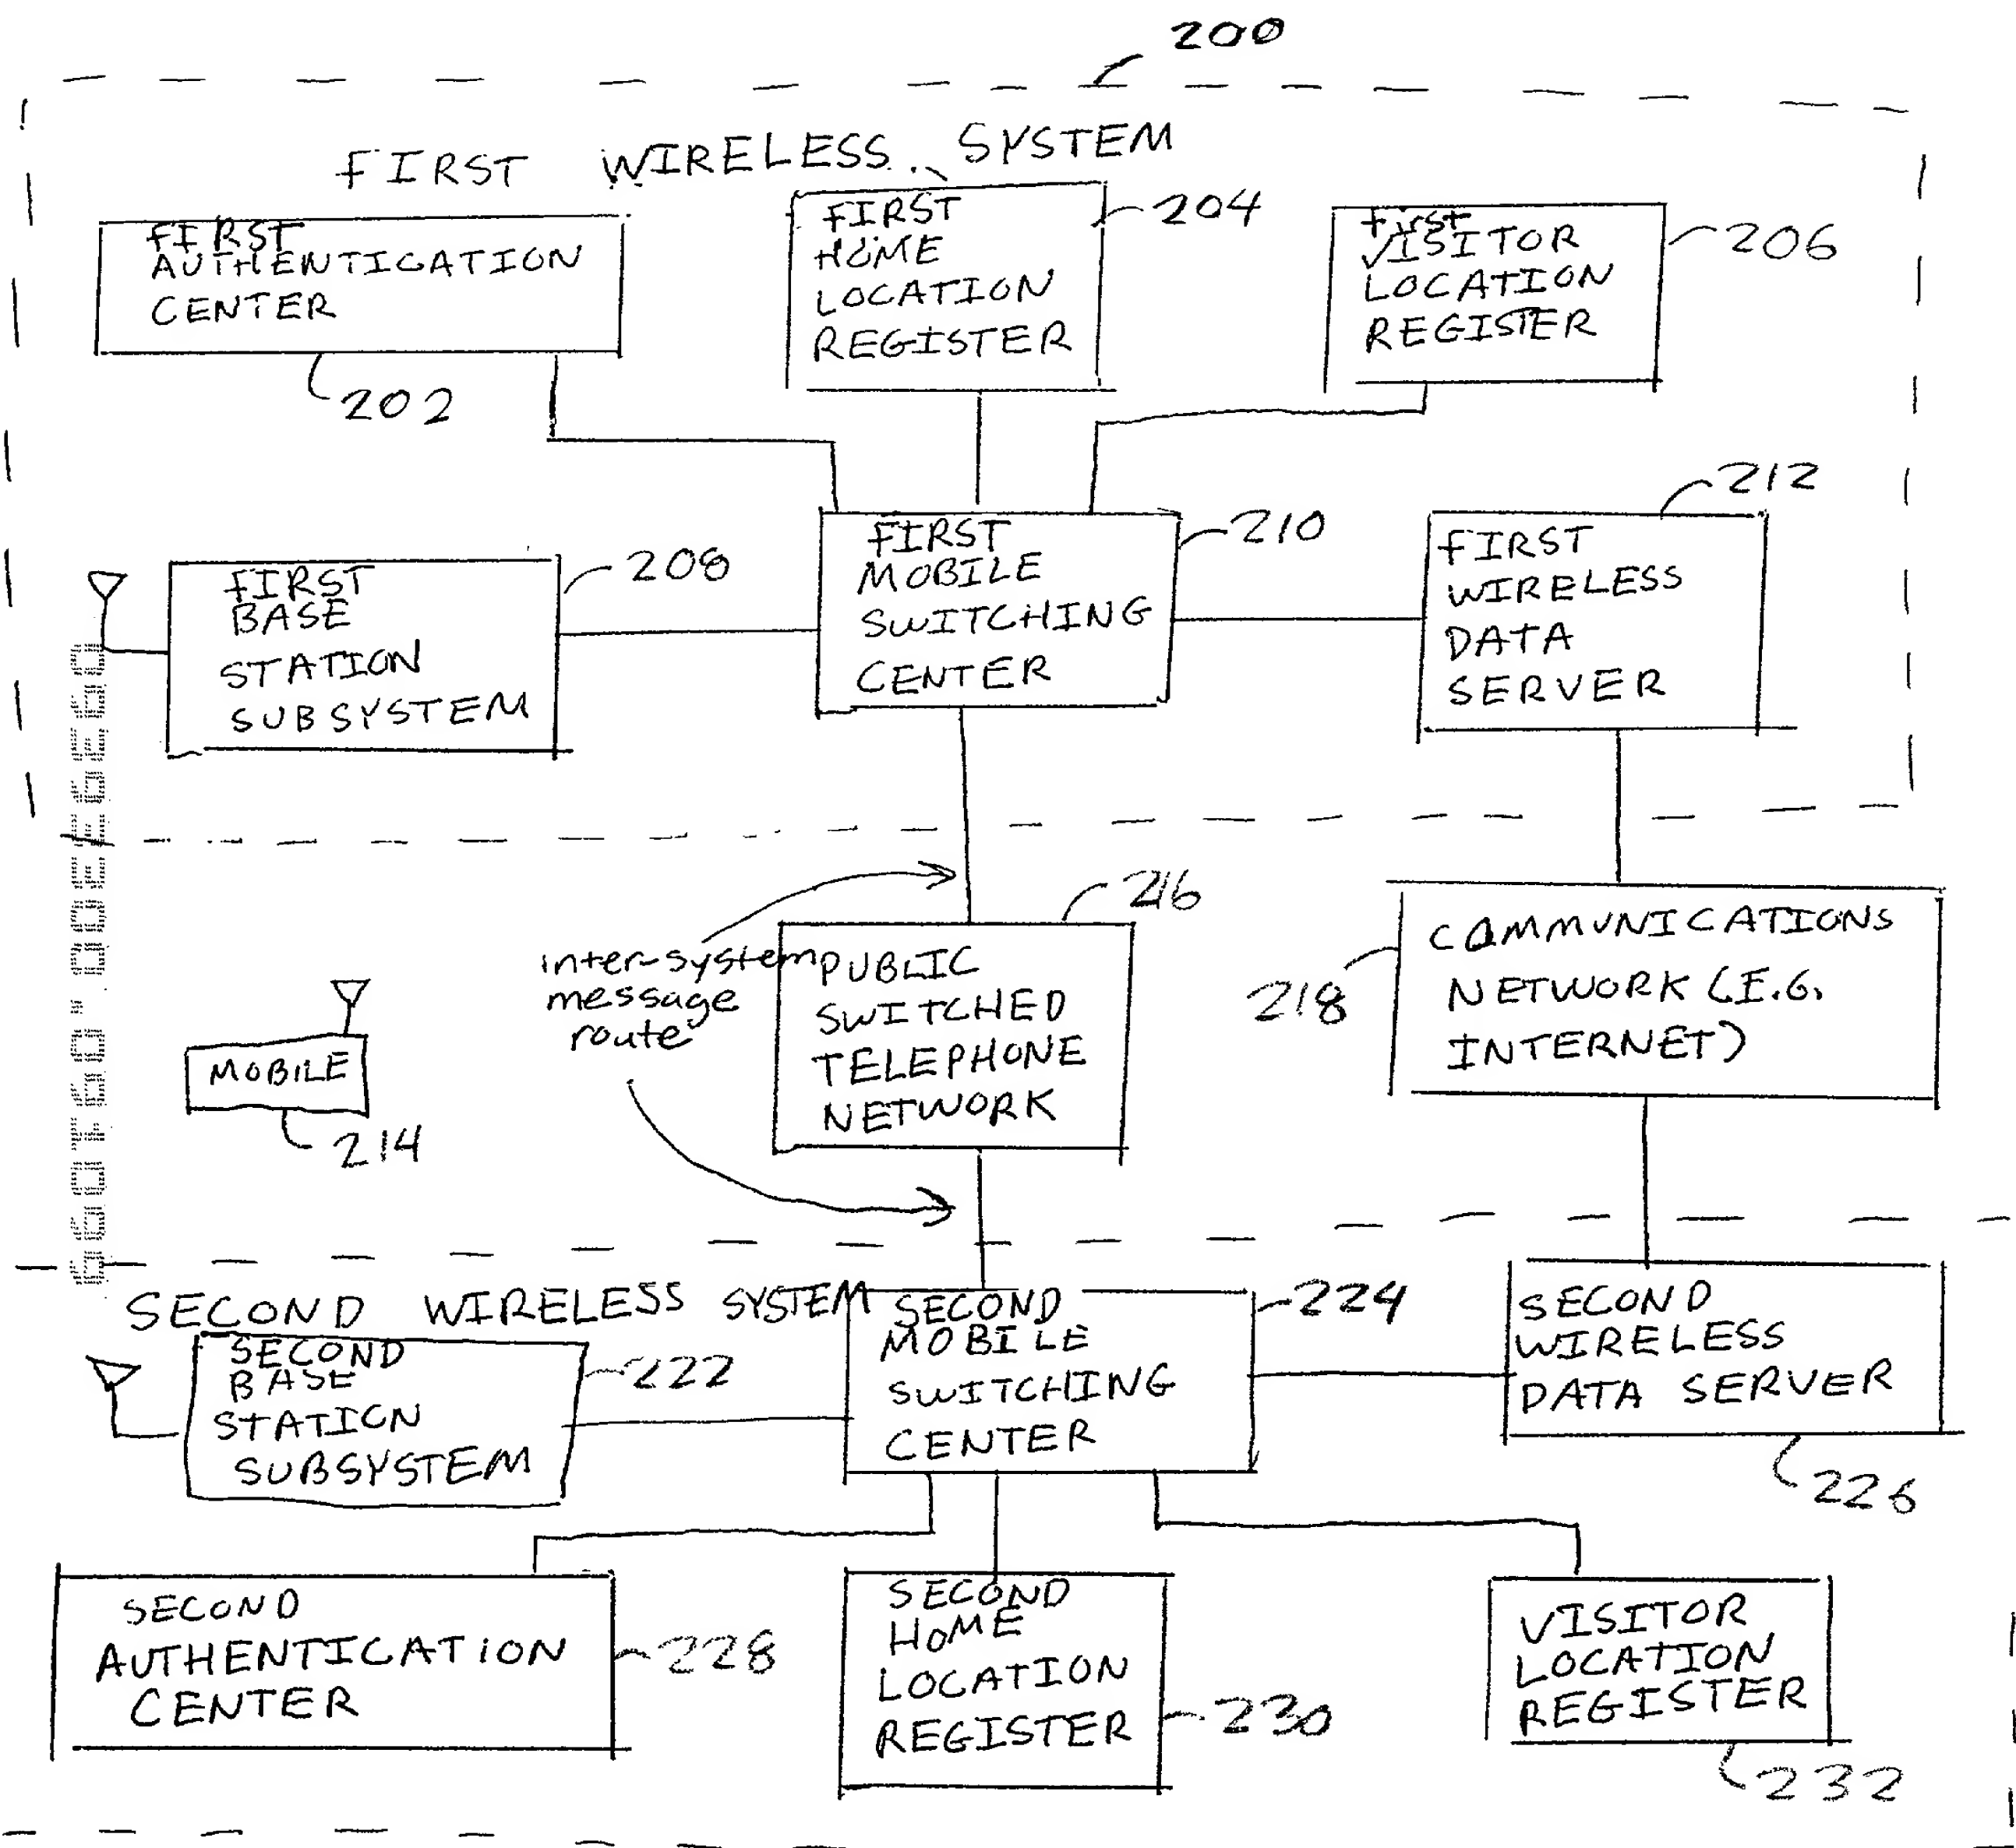 200
FIRST WIRELESS SYSTEM
FIRST
AUTHENTICATION
CENTER
202
FIRST
HOME
LOCATION
REGISTER
204
First
VISITOR
LOCATION
REGISTER
206
FIRST
BASE
STATION
SUBSYSTEM
208
FIRST
MOBILE
SWITCHING
CENTER
210
FIRST
WIRELESS
DATA
SERVER
212
inter-system
message
route
PUBLIC
SWITCHED
TELEPHONE
NETWORK
216
COMMUNICATIONS
NETWORK (E.G.
INTERNET)
218
MOBILE
214
SECOND WIRELESS SYSTEM
SECOND
BASE
STATION
SUBSYSTEM
222
SECOND
MOBILE
SWITCHING
CENTER
224
SECOND
WIRELESS
DATA SERVER
226
SECOND
AUTHENTICATION
CENTER
228
SECOND
HOME
LOCATION
REGISTER
230
VISITOR
LOCATION
REGISTER
232